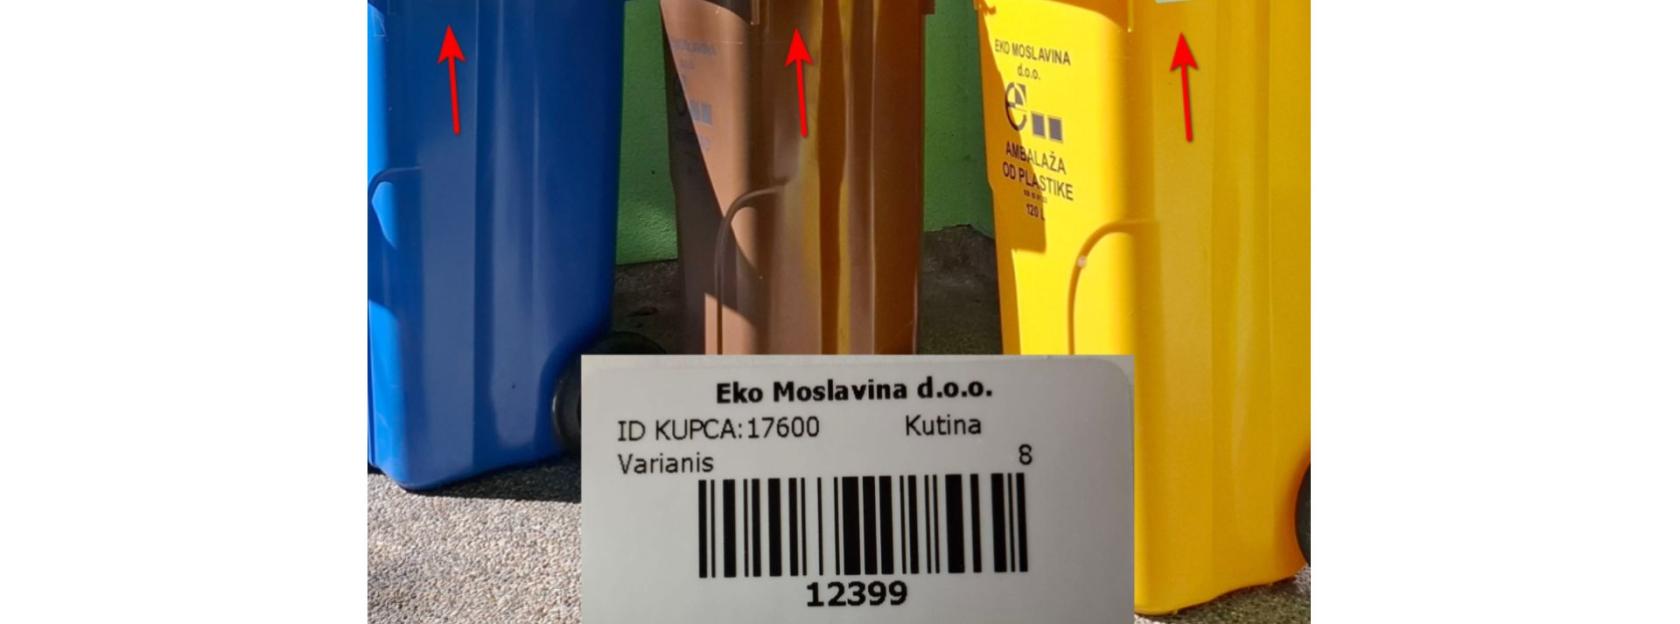 EKO MOSLAVINA
d.o.o.
AMBALAŽA
OD PLASTIKE
120 L
Eko Moslavina d.o.o.
ID KUPCA:17600 Kutina
Varianis 8
12399